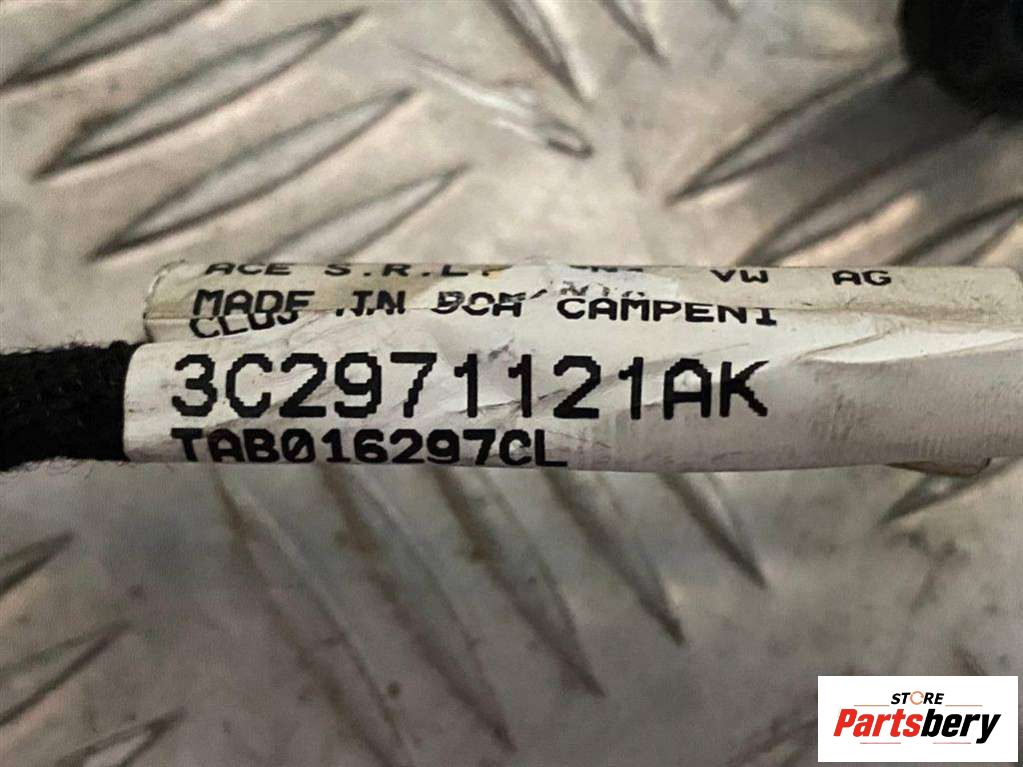 ACE S.R.L. VW AG
MADE IN CAMPENI
CLUJ
3C2971121AK
TAB016297CL
STORE
Partsbery